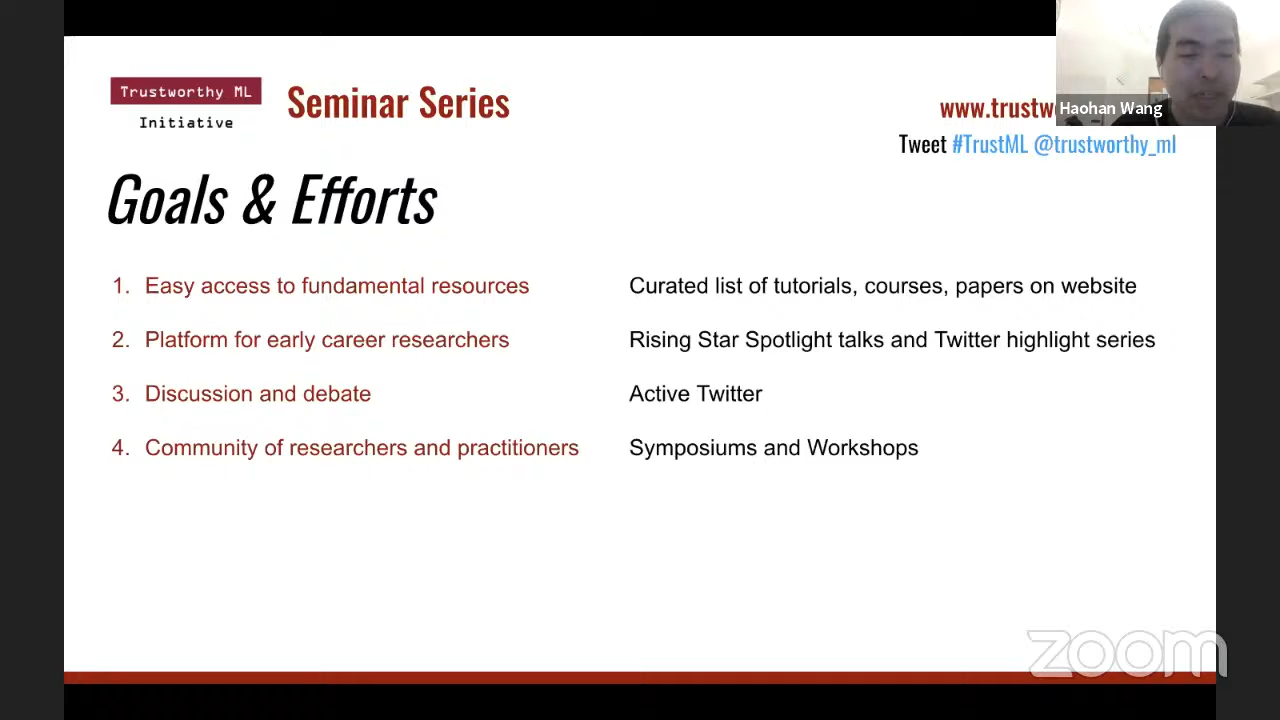 Trustworthy ML
Initiative
Seminar Series
www.trustw
Haohan Wang
Tweet #TrustML @trustworthy_ml
Goals & Efforts
1. Easy access to fundamental resources
Curated list of tutorials, courses, papers on website
2. Platform for early career researchers
Rising Star Spotlight talks and Twitter highlight series
3. Discussion and debate
Active Twitter
4. Community of researchers and practitioners
Symposiums and Workshops
zoom